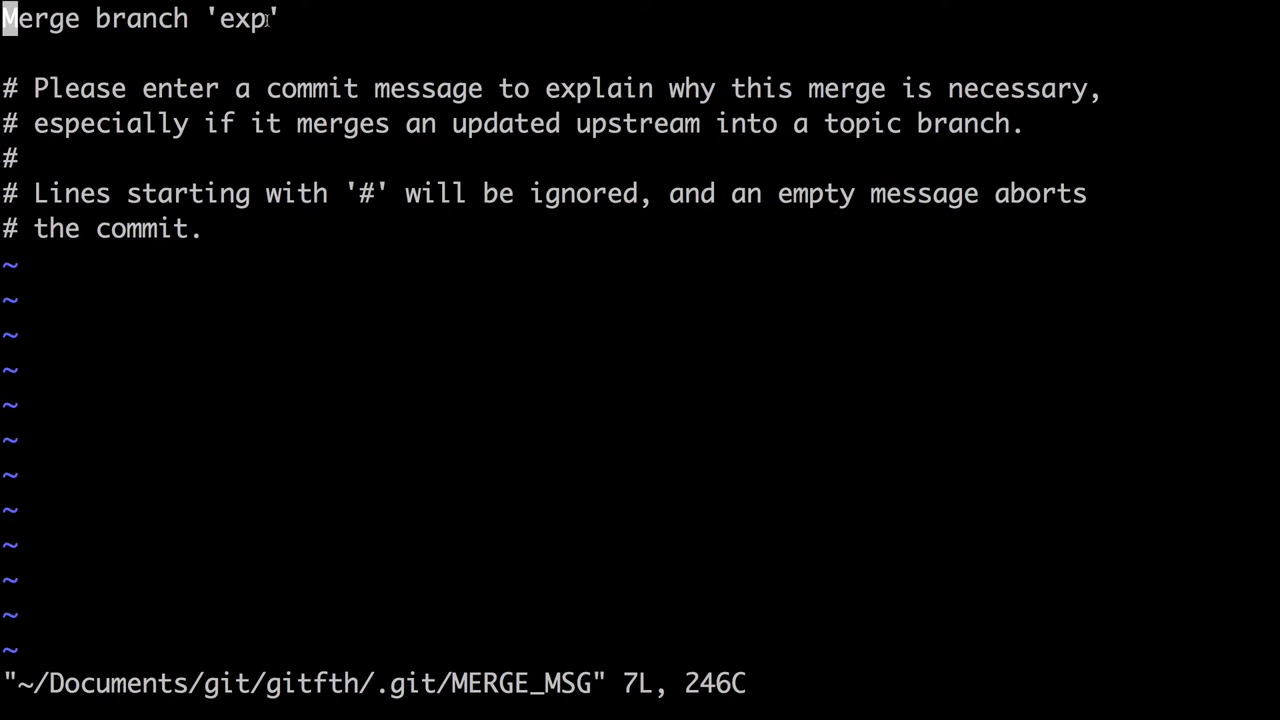 Merge branch 'exp'
# Please enter a commit message to explain why this merge is necessary,
# especially if it merges an updated upstream into a topic branch.
#
# Lines starting with '#' will be ignored, and an empty message aborts
# the commit.
~
~
~
~
~
~
~
~
~
~
~
~
"~/Documents/git/gitfth/.git/MERGE_MSG" 7L, 246C